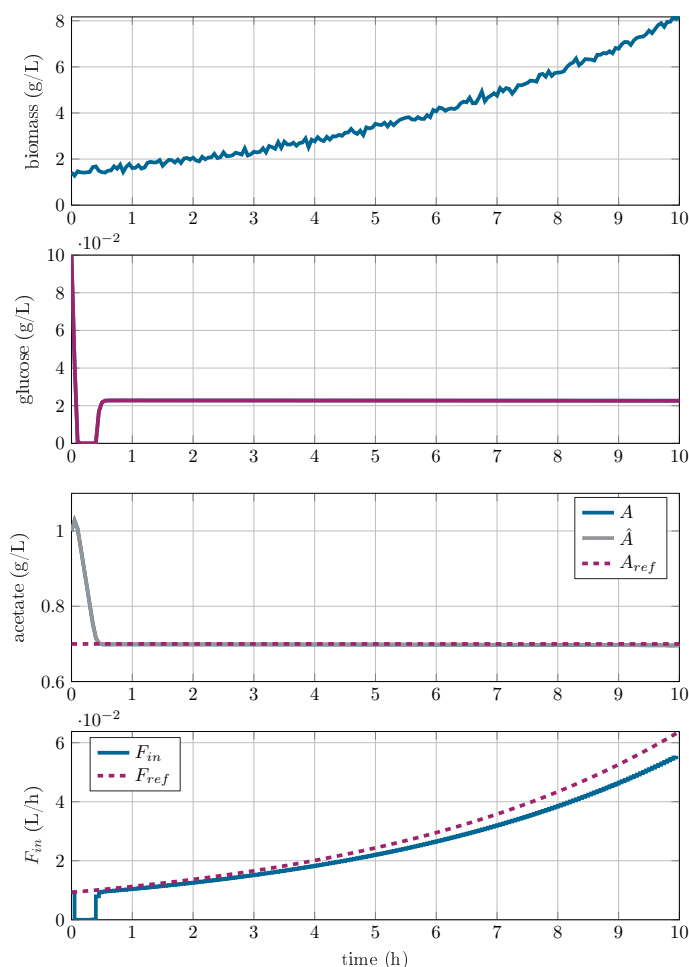 biomass (g/L)
8
6
4
2
0
0 1 2 3 4 5 6 7 8 9 10
·10⁻²
glucose (g/L)
10
8
6
4
2
0
0 1 2 3 4 5 6 7 8 9 10
acetate (g/L)
1
0.8
0.6
0 1 2 3 4 5 6 7 8 9 10
A
Â
A_ref
·10⁻²
F_in (L/h)
6
4
2
0
F_in
F_ref
0 1 2 3 4 5 6 7 8 9 10
time (h)